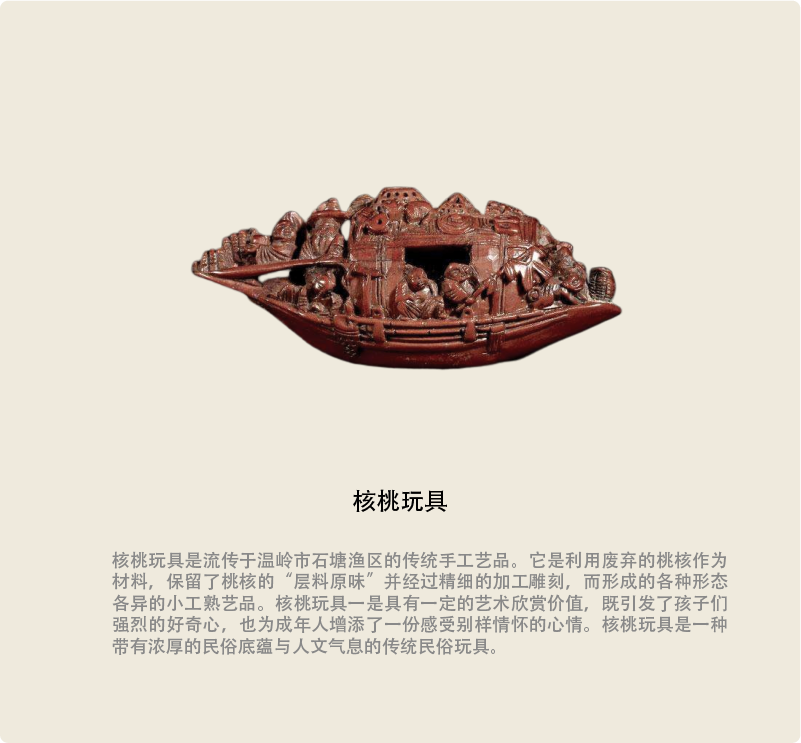 核桃玩具
核桃玩具是流传于温岭市石塘渔区的传统手工艺品。它是利用废弃的桃核作为
材料，保留了桃核的“层料原味”并经过精细的加工雕刻，而形成的各种形态
各异的小工熟艺品。核桃玩具一是具有一定的艺术欣赏价值，既引发了孩子们
强烈的好奇心，也为成年人增添了一份感受别样情怀的心情。核桃玩具是一种
带有浓厚的民俗底蕴与人文气息的传统民俗玩具。